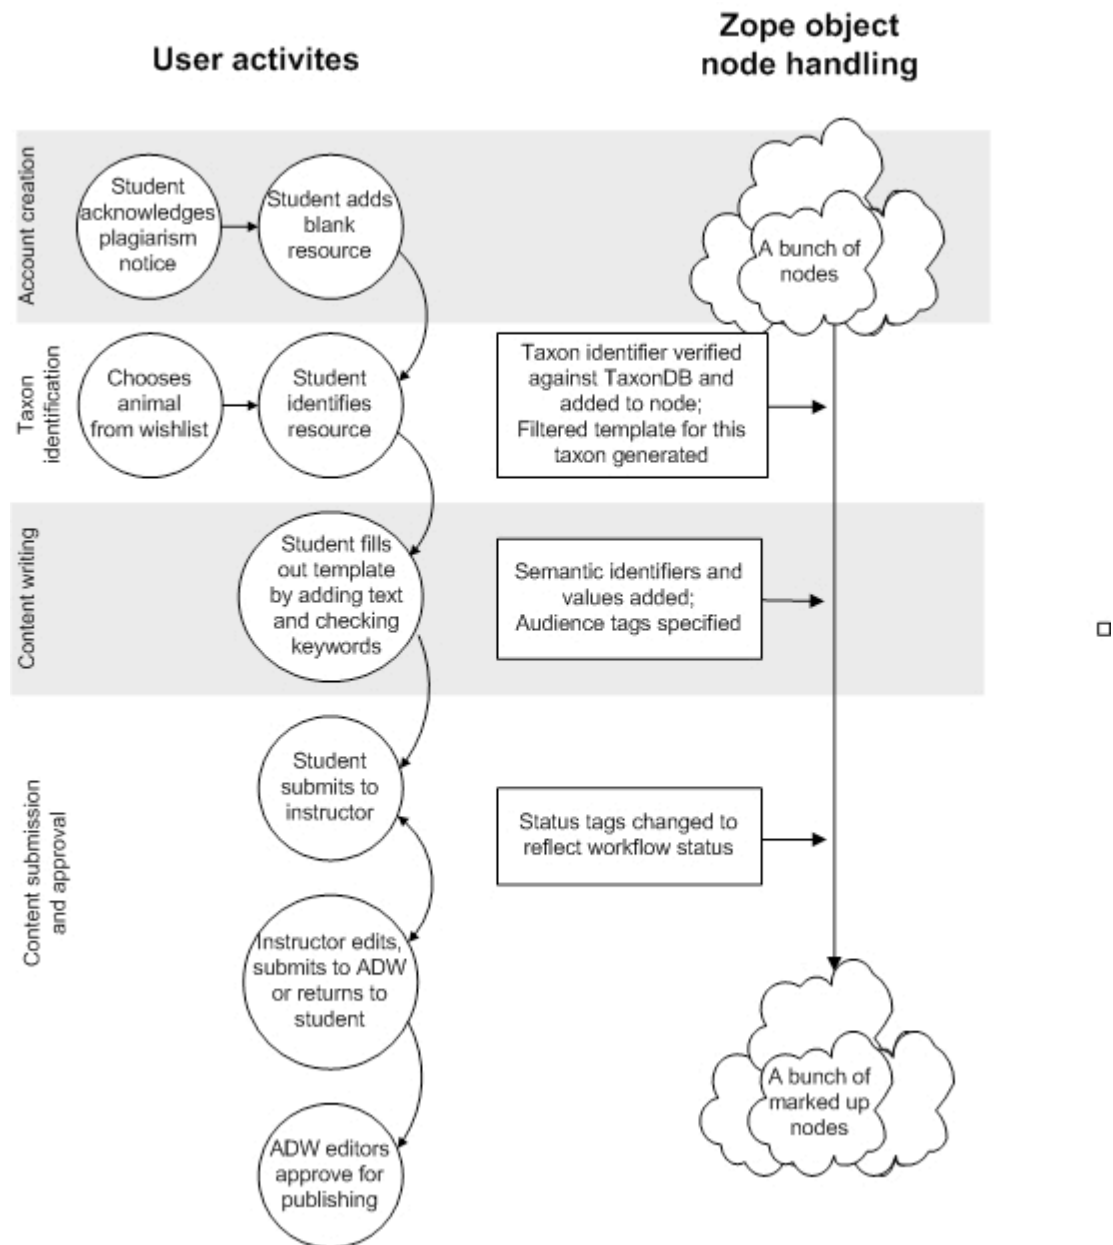 User activites
Zope object
node handling
Account creation
Student
acknowledges
plagiarism
notice
Student adds
blank
resource
A bunch of
nodes
Taxon
identification
Chooses
animal
from wishlist
Student
identifies
resource
Taxon identifier verified
against TaxonDB and
added to node;
Filtered template for this
taxon generated
Content writing
Student fills
out template
by adding text
and checking
keywords
Semantic identifiers and
values added;
Audience tags specified
Content submission
and approval
Student
submits to
instructor
Status tags changed to
reflect workflow status
Instructor edits,
submits to ADW
or returns to
student
A bunch of
marked up
nodes
ADW editors
approve for
publishing